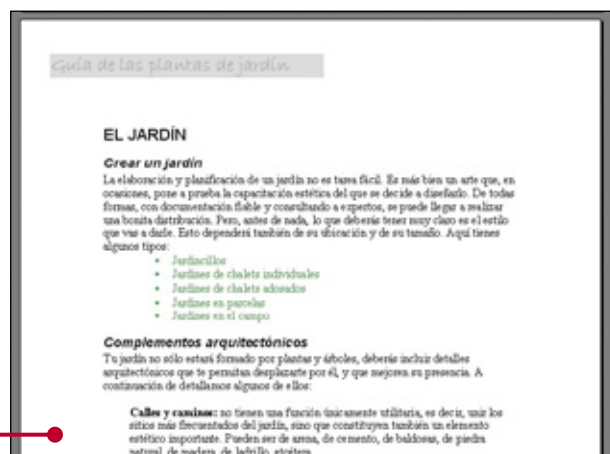 Guía de las plantas de jardín
EL JARDÍN
Crear un jardín
La elaboración y planificación de un jardín no es tarea fácil. Es más bien un arte que, en
ocasiones, pone a prueba la capacitación estética del que se decide a diseñarlo. De todas
formas, con documentación fiable y consultando a expertos, se puede llegar a realizar
una bonita distribución. Pero, antes de nada, lo que deberás tener muy claro es el estilo
que vas a darle. Esto dependerá también de su ubicación y de su tamaño. Aquí tienes
algunos tipos:
• Jardincillos
• Jardines de chalets individuales
• Jardines de chalets adosados
• Jardines en parcelas
• Jardines en el campo
Complementos arquitectónicos
Tu jardín no sólo estará formado por plantas y árboles, deberás incluir detalles
arquitectónicos que te permitan desplazarte por él, y que mejoren su presencia. A
continuación de detallamos algunos de ellos:
Calles y caminos: no tienen una función únicamente utilitaria, es decir, unir los
sitios más frecuentados del jardín, sino que constituyen también un elemento
estético importante. Pueden ser de arena, de cemento, de baldosas, de piedra
natural, de madera, de ladrillo, etcétera.